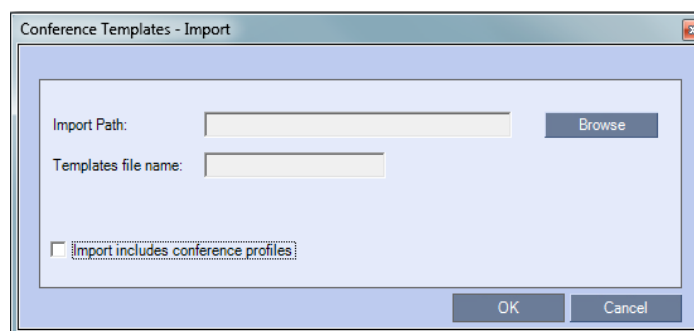 Conference Templates - Import
Import Path:
Browse
Templates file name:
Import includes conference profiles
OK
Cancel